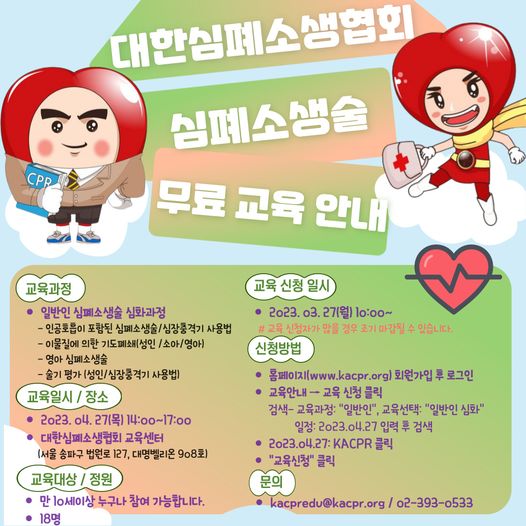 대한심폐소생협회
심폐소생술
무료 교육 안내
CPR
교육과정
일반인 심폐소생술 심화과정
- 인공호흡이 포함된 심폐소생술/심장충격기 사용법
- 이물질에 의한 기도폐쇄(성인 /소아/영아)
- 영아 심폐소생술
- 술기 평가 (성인/심장충격기 사용법)
교육일시 / 장소
2023. 04. 27(목) 14:00~17:00
대한심폐소생협회 교육센터
(서울 송파구 법원로 127, 대명벨리온 908호)
교육대상 / 정원
만 10세이상 누구나 참여 가능합니다.
18명
교육 신청 일시
2023. 03. 27(월) 10:00~
# 교육 신청자가 많을 경우 조기 마감될 수 있습니다.
신청방법
홈페이지(www.kacpr.org) 회원가입 후 로그인
교육안내 → 교육 신청 클릭
검색- 교육과정: "일반인", 교육선택: "일반인 심화"
일정: 2023.04.27 입력 후 검색
2023.04.27: KACPR 클릭
"교육신청" 클릭
문의
kacpredu@kacpr.org / 02-393-0533